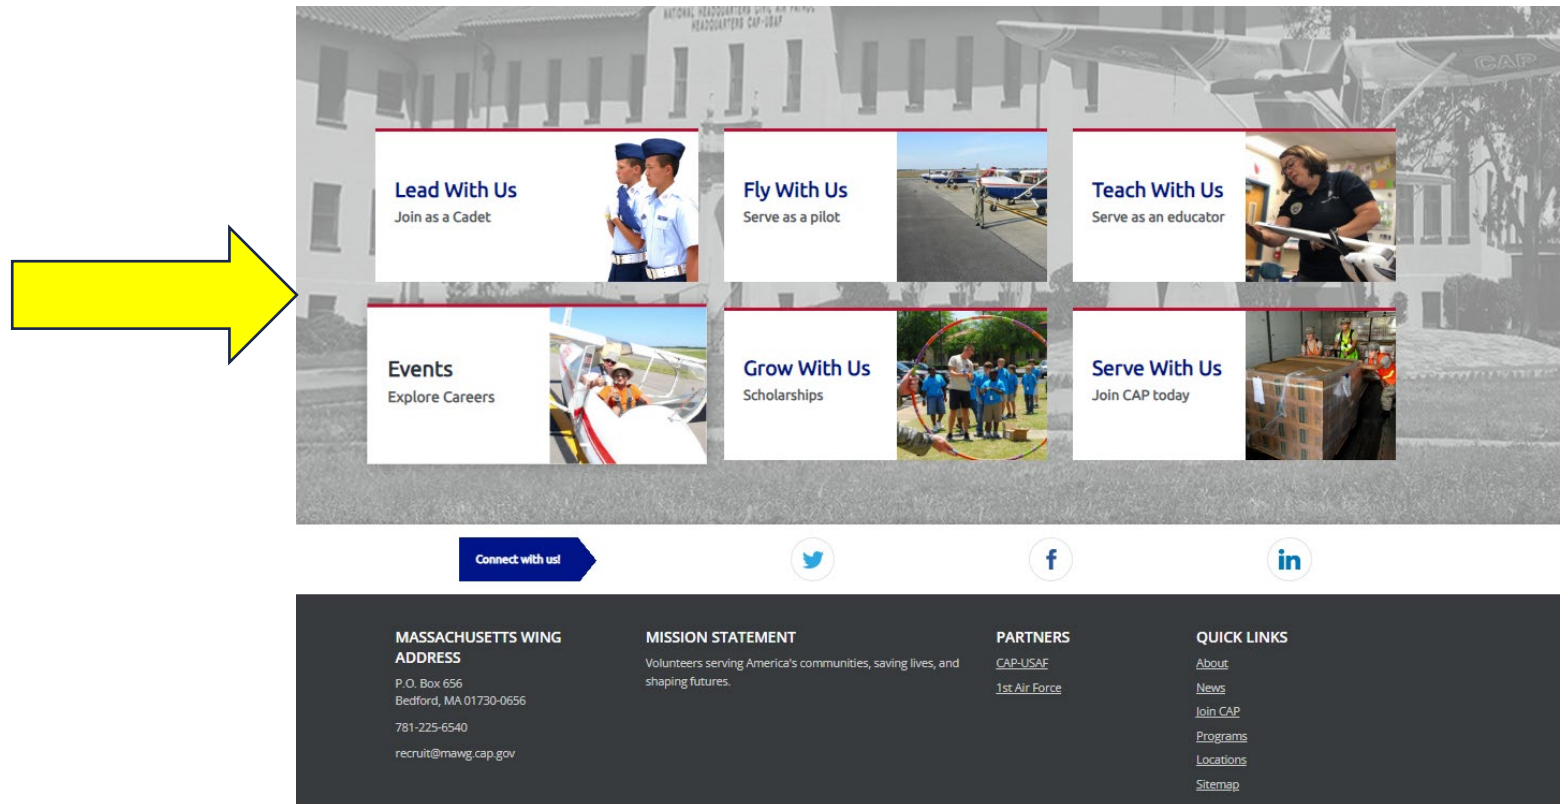 NATIONAL HEADQUARTERS CIVIL AIR PATROL
HEADQUARTERS CAP-USAF
CAP
Lead With Us
Join as a Cadet
Fly With Us
Serve as a pilot
Teach With Us
Serve as an educator
Events
Explore Careers
Grow With Us
Scholarships
Serve With Us
Join CAP today
Connect with us!
f
in
MASSACHUSETTS WING
ADDRESS
P.O. Box 656
Bedford, MA 01730-0656
781-225-6540
recruit@mawg.cap.gov
MISSION STATEMENT
Volunteers serving America's communities, saving lives, and
shaping futures.
PARTNERS
CAP-USAF
1st Air Force
QUICK LINKS
About
News
Join CAP
Programs
Locations
Sitemap